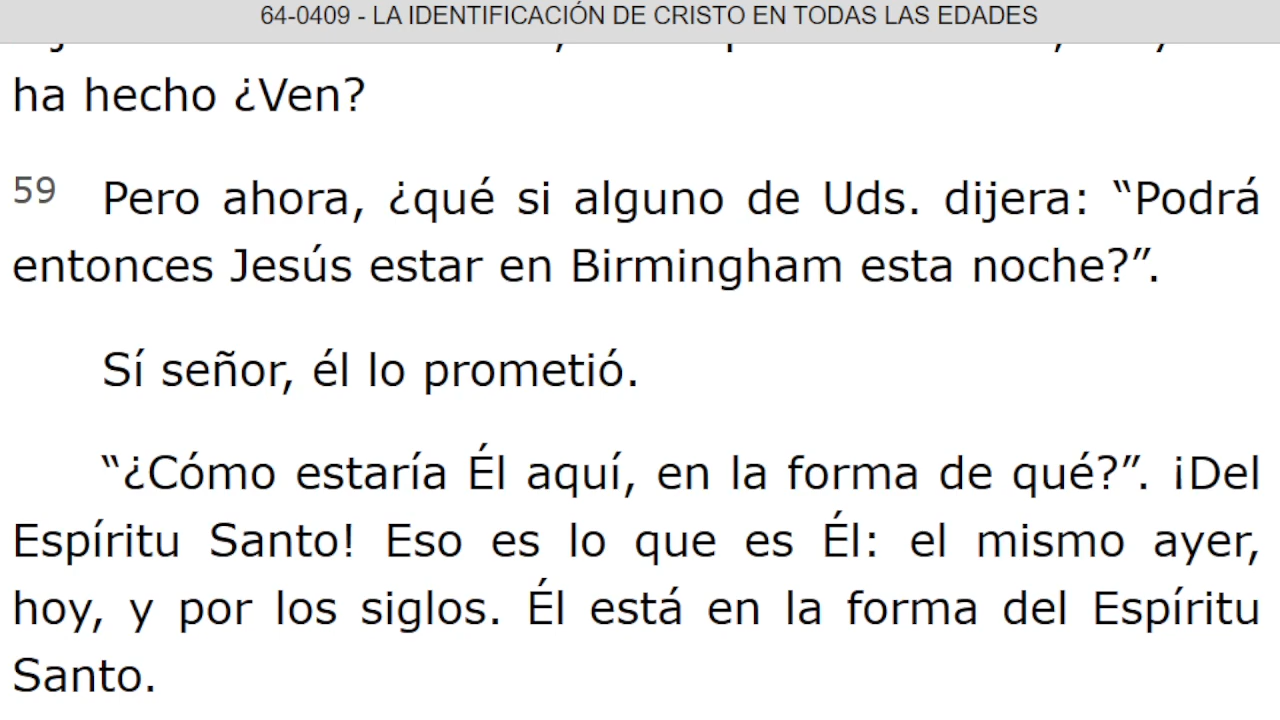 64-0409 - LA IDENTIFICACIÓN DE CRISTO EN TODAS LAS EDADES
ha hecho ¿Ven?
59 Pero ahora, ¿qué si alguno de Uds. dijera: “Podrá
entonces Jesús estar en Birmingham esta noche?”.
Sí señor, él lo prometió.
“¿Cómo estaría Él aquí, en la forma de qué?”. ¡Del
Espíritu Santo! Eso es lo que es Él: el mismo ayer,
hoy, y por los siglos. Él está en la forma del Espíritu
Santo.